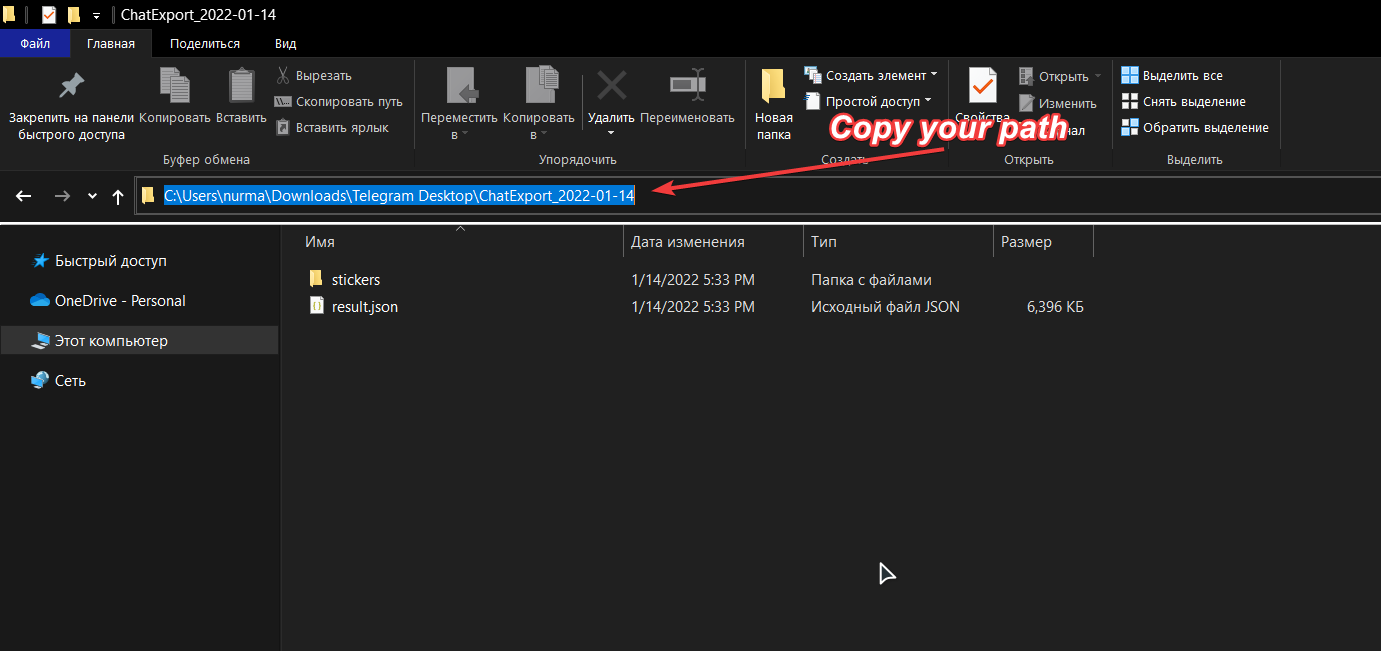 ChatExport_2022-01-14
Файл Главная Поделиться Вид
Закрепить на панели быстрого доступа
Копировать
Вставить
Вырезать
Скопировать путь
Вставить ярлык
Буфер обмена
Переместить в
Копировать в
Удалить
Переименовать
Упорядочить
Новая папка
Создать элемент
Простой доступ
Создать
Свойства
Открыть
Изменить
Открыть
Выделить все
Снять выделение
Обратить выделение
Выделить
Copy your path
C:\Users\nurma\Downloads\Telegram Desktop\ChatExport_2022-01-14
Быстрый доступ
OneDrive - Personal
Этот компьютер
Сеть
Имя Дата изменения Тип Размер
stickers 1/14/2022 5:33 PM Папка с файлами
result.json 1/14/2022 5:33 PM Исходный файл JSON 6,396 КБ